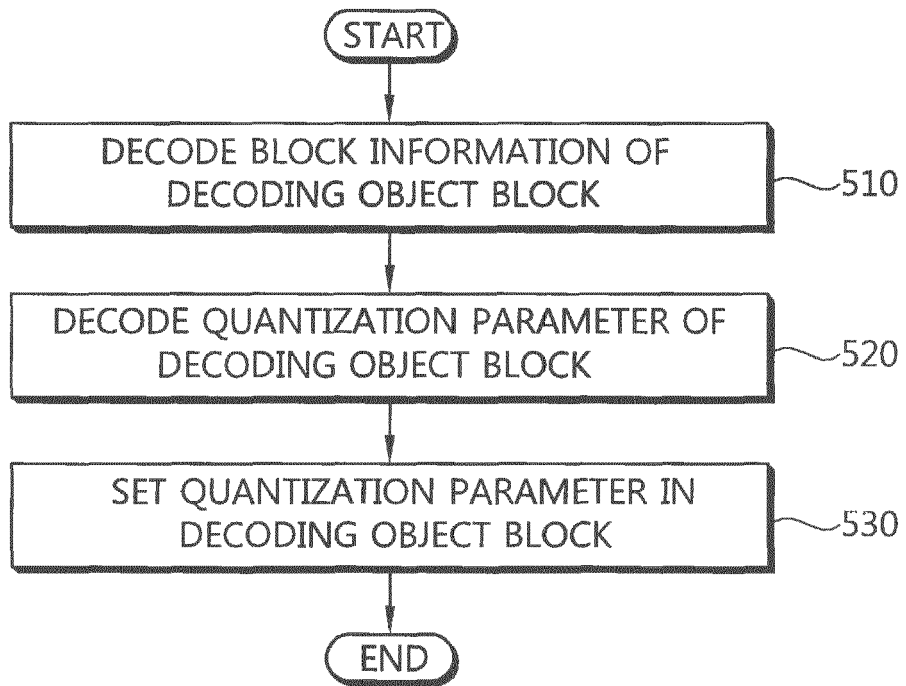 START
DECODE BLOCK INFORMATION OF
DECODING OBJECT BLOCK
510
DECODE QUANTIZATION PARAMETER OF
DECODING OBJECT BLOCK
520
SET QUANTIZATION PARAMETER IN
DECODING OBJECT BLOCK
530
END